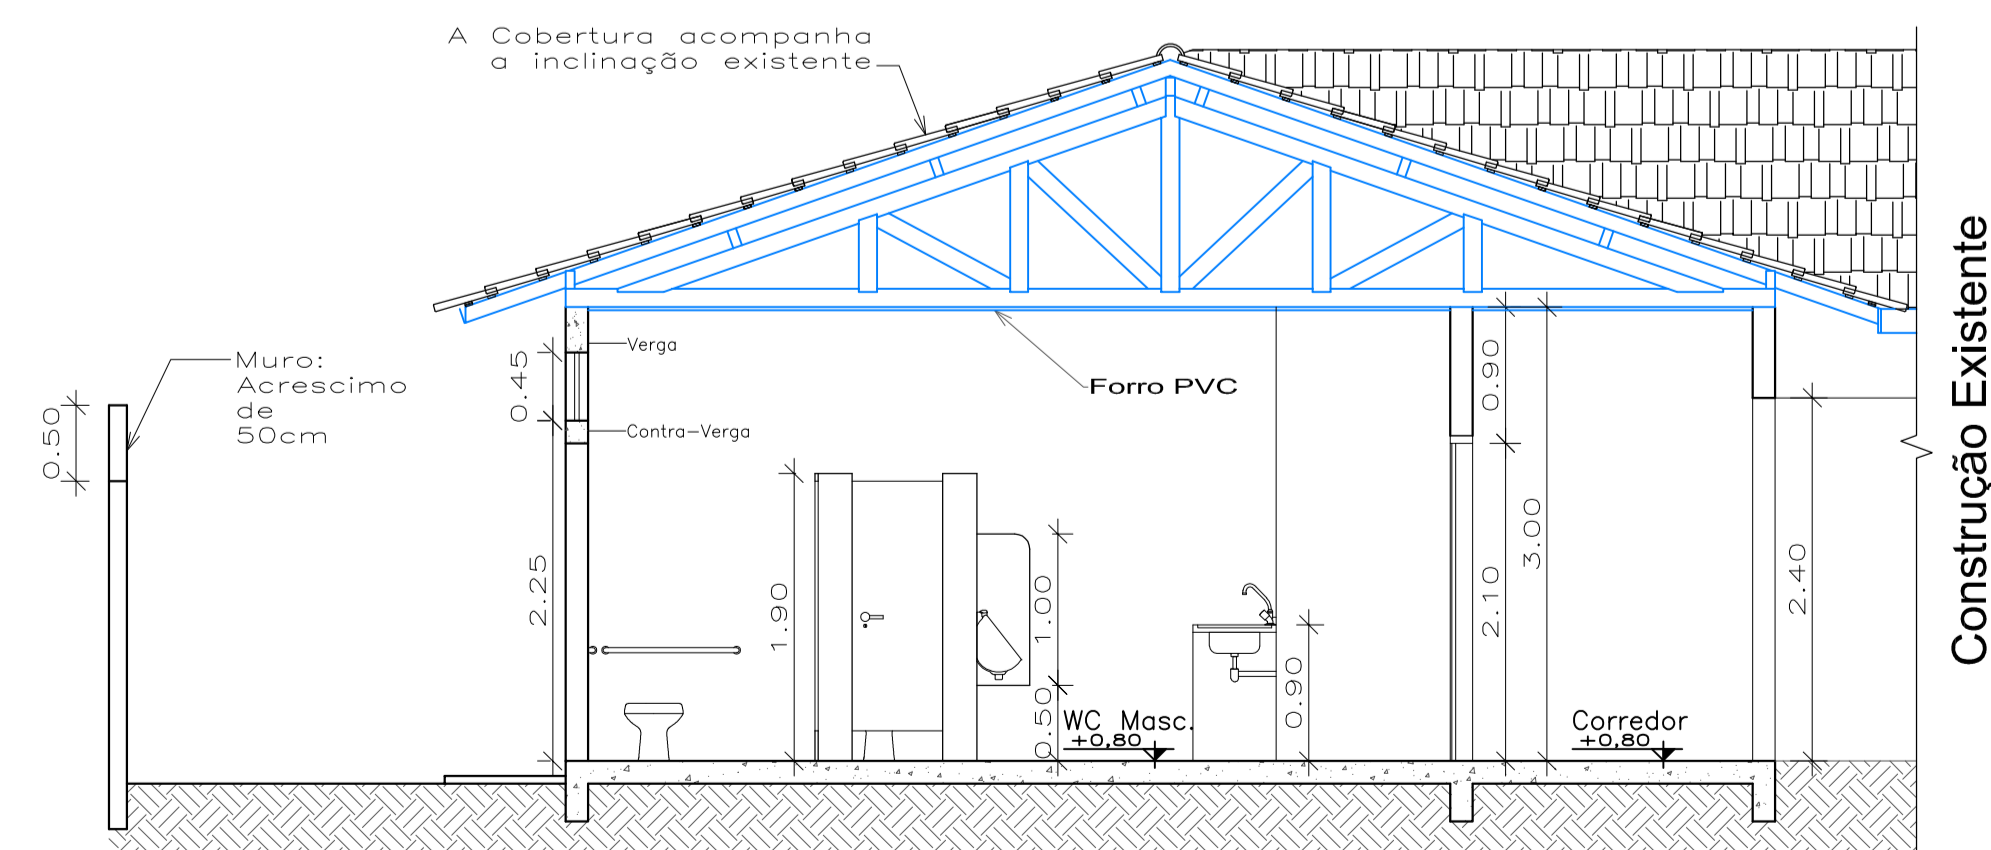 A Cobertura acompanha
a inclinação existente
Muro:
Acrescimo
de
50cm
0.50
0.45
2.25
Verga
Contra-Verga
Forro PVC
1.90
1.00
0.50
WC Masc.
+0,80
0.90
0.90
2.10
3.00
Corredor
+0,80
2.40
Construção Existente